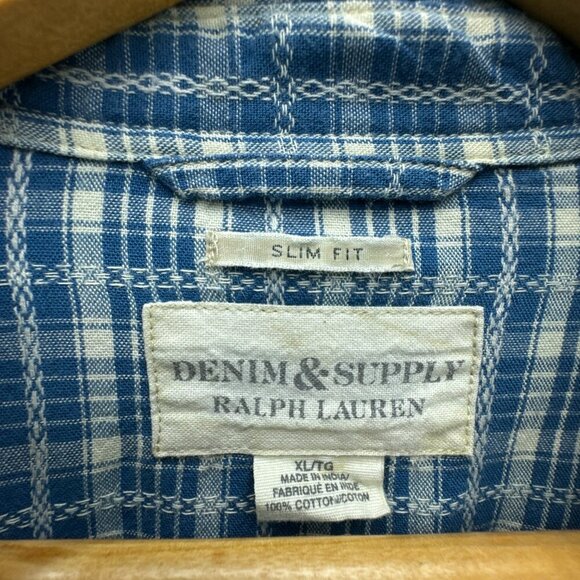 SLIM FIT
DENIM & SUPPLY
RALPH LAUREN
XL/TG
MADE IN INDIA/
FABRIQUÉ EN INDE
100% COTTON/COTON